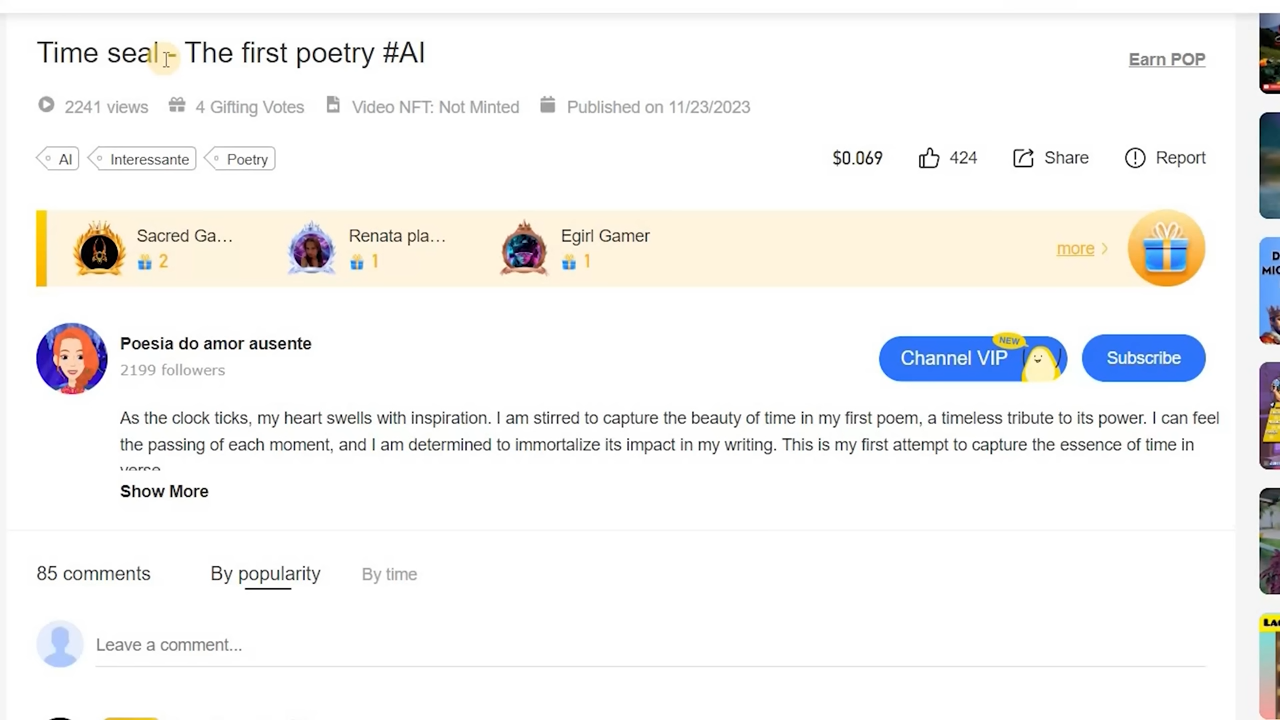 Time seal - The first poetry #AI
Earn POP
2241 views 4 Gifting Votes Video NFT: Not Minted Published on 11/23/2023
AI Interessante Poetry
$0.069 424 Share Report
Sacred Ga... Renata pla... Egirl Gamer
2 1 1
more >
Poesia do amor ausente
2199 followers
NEW
Channel VIP Subscribe
As the clock ticks, my heart swells with inspiration. I am stirred to capture the beauty of time in my first poem, a timeless tribute to its power. I can feel
the passing of each moment, and I am determined to immortalize its impact in my writing. This is my first attempt to capture the essence of time in
verse
Show More
85 comments By popularity By time
Leave a comment...